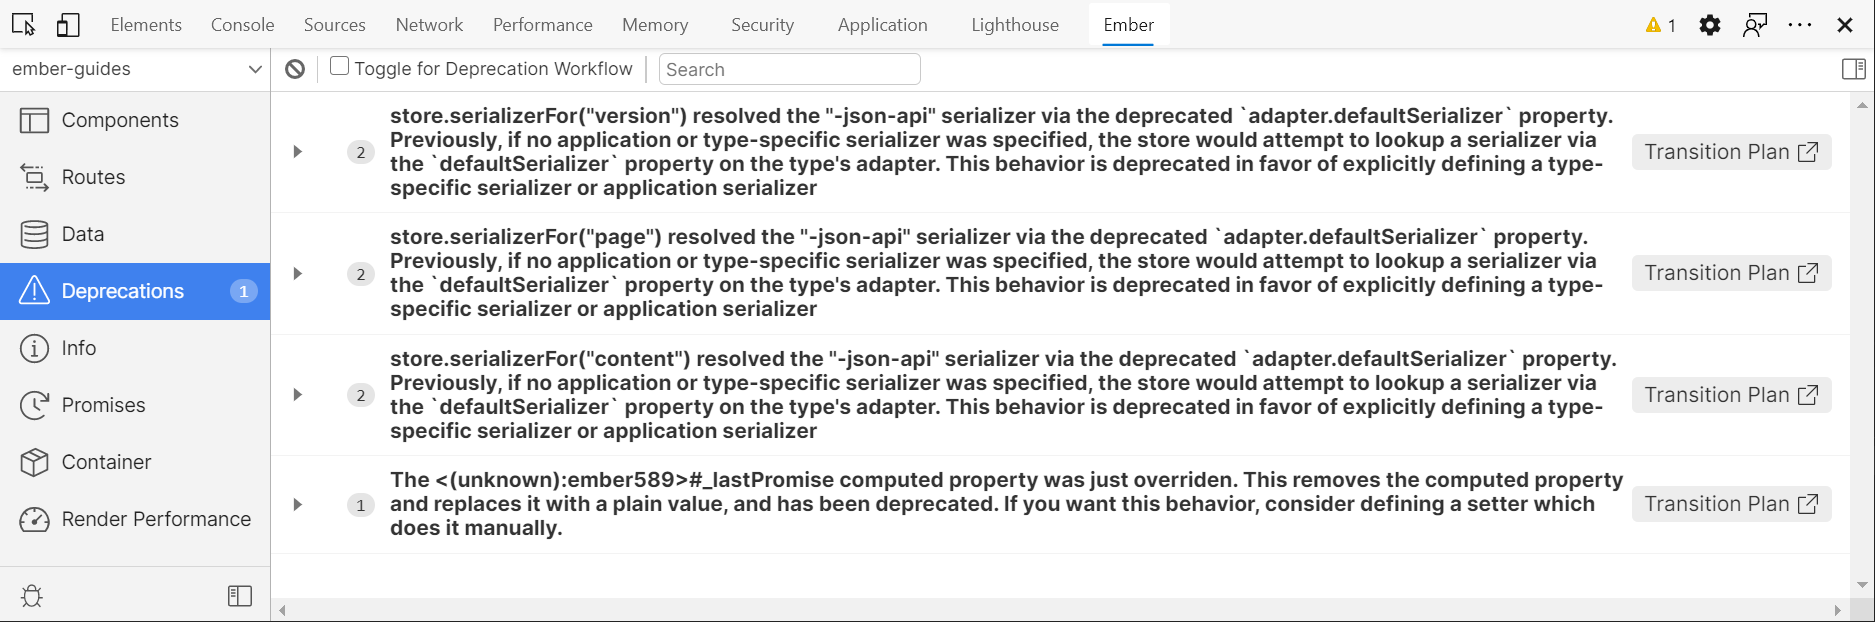 Elements Console Sources Network Performance Memory Security Application Lighthouse Ember 1
ember-guides
Toggle for Deprecation Workflow
Search
Components
Routes
Data
Deprecations 1
Info
Promises
Container
Render Performance
2
store.serializerFor("version") resolved the "-json-api" serializer via the deprecated `adapter.defaultSerializer` property.
Previously, if no application or type-specific serializer was specified, the store would attempt to lookup a serializer via
the `defaultSerializer` property on the type's adapter. This behavior is deprecated in favor of explicitly defining a type-
specific serializer or application serializer
Transition Plan
2
store.serializerFor("page") resolved the "-json-api" serializer via the deprecated `adapter.defaultSerializer` property.
Previously, if no application or type-specific serializer was specified, the store would attempt to lookup a serializer via
the `defaultSerializer` property on the type's adapter. This behavior is deprecated in favor of explicitly defining a type-
specific serializer or application serializer
Transition Plan
2
store.serializerFor("content") resolved the "-json-api" serializer via the deprecated `adapter.defaultSerializer` property.
Previously, if no application or type-specific serializer was specified, the store would attempt to lookup a serializer via
the `defaultSerializer` property on the type's adapter. This behavior is deprecated in favor of explicitly defining a type-
specific serializer or application serializer
Transition Plan
1
The <(unknown):ember589>#_lastPromise computed property was just overriden. This removes the computed property
and replaces it with a plain value, and has been deprecated. If you want this behavior, consider defining a setter which
does it manually.
Transition Plan